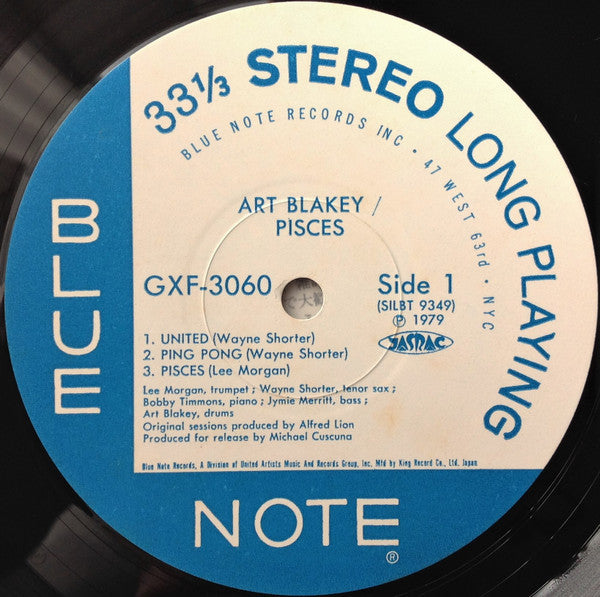 33 1/3 STEREO LONG PLAYING
BLUE NOTE RECORDS INC • 47 WEST 63rd • NYC
ART BLAKEY /
PISCES
GXF-3060
Side 1
(SILBT 9349)
Ⓟ 1979
JASRAC
1. UNITED (Wayne Shorter)
2. PING PONG (Wayne Shorter)
3. PISCES (Lee Morgan)
Lee Morgan, trumpet ; Wayne Shorter, tenor sax ;
Bobby Timmons, piano ; Jymie Merritt, bass ;
Art Blakey, drums
Original sessions produced by Alfred Lion
Produced for release by Michael Cuscuna
Blue Note Records, A Division of United Artists Music And Records Group, Inc, Mfd by King Record Co., Ltd, Japan
BLUE
NOTE®